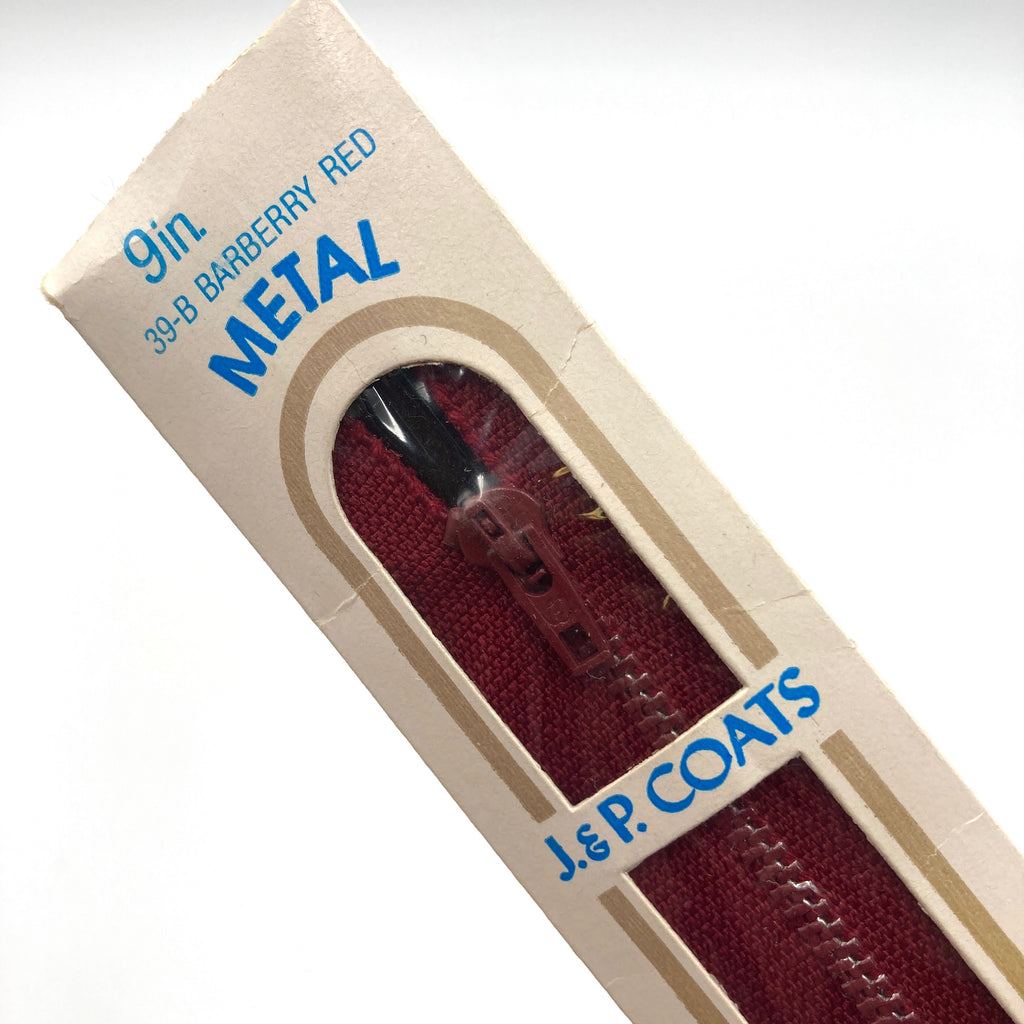 9in.
39-B BARBERRY RED
METAL
J.&P. COATS